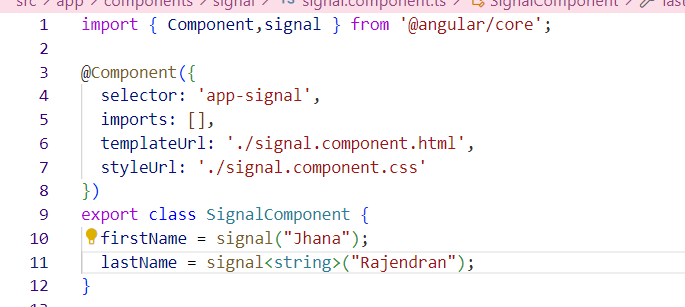 src > app > components > signal > TS signal.component.ts > SignalComponent > last
1 import { Component,signal } from '@angular/core';
2
3 @Component({
4 selector: 'app-signal',
5 imports: [],
6 templateUrl: './signal.component.html',
7 styleUrl: './signal.component.css'
8 })
9 export class SignalComponent {
10 firstName = signal("Jhana");
11 lastName = signal<string>("Rajendran");
12 }
13